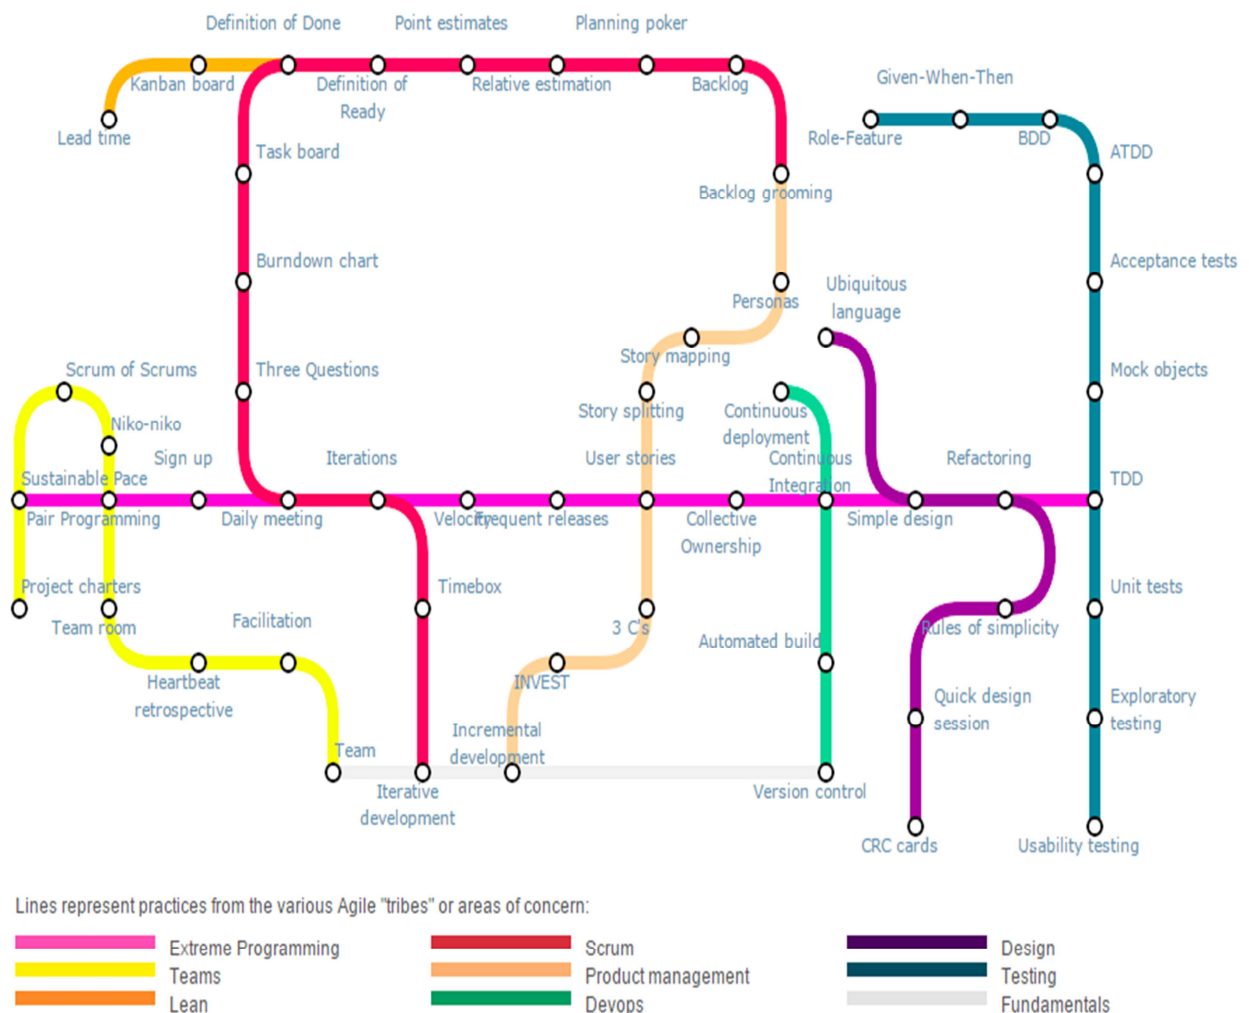 Definition of Done
Point estimates
Planning poker
Kanban board
Definition of
Ready
Relative estimation
Backlog
Given-When-Then
Lead time
Role-Feature
BDD
Task board
ATDD
Backlog grooming
Burndown chart
Acceptance tests
Personas
Ubiquitous
language
Story mapping
Scrum of Scrums
Three Questions
Mock objects
Story splitting
Continuous
deployment
Niko-niko
Sign up
Iterations
User stories
Continuous
Integration
Refactoring
Sustainable Pace
TDD
Pair Programming
Daily meeting
Velocity
Frequent releases
Collective
Ownership
Simple design
Project charters
Timebox
Unit tests
Team room
Facilitation
3 C's
Rules of simplicity
Automated build
Heartbeat
retrospective
INVEST
Quick design
session
Exploratory
testing
Incremental
development
Team
Iterative
development
Version control
CRC cards
Usability testing
Lines represent practices from the various Agile "tribes" or areas of concern:
Extreme Programming
Scrum
Design
Teams
Product management
Testing
Lean
Devops
Fundamentals